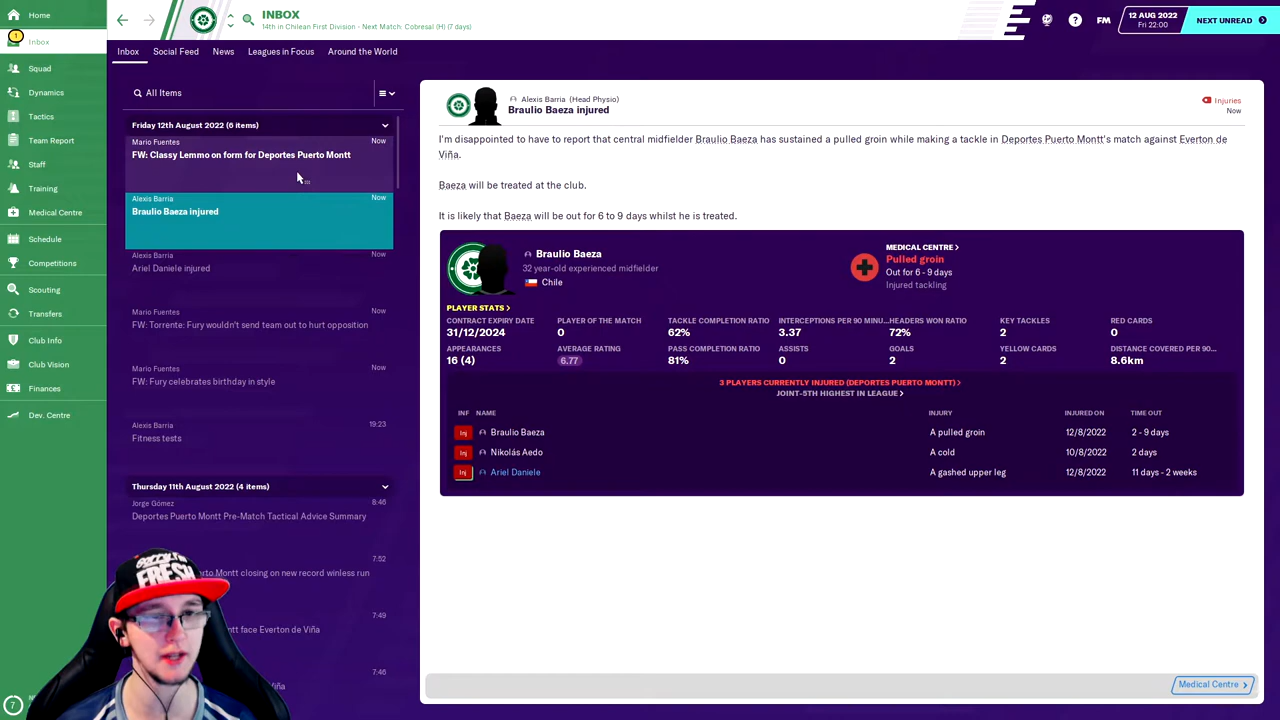 Home
INBOX
14th in Chilean First Division - Next Match: Cobresal (H) (7 days)
FM
12 AUG 2022
Fri 22:00
NEXT UNREAD
1
Inbox
Squad
Dynamics
Tactics
Team Report
Staff
Training
Medical Centre
Schedule
Competitions
Scouting
Transfers
Club Info
Club Vision
Finances
Dev. Centre
Inbox Social Feed News Leagues in Focus Around the World
All Items
Friday 12th August 2022 (6 items)
Mario Fuentes Now
FW: Classy Lemmo on form for Deportes Puerto Montt
Alexis Barria Now
Braulio Baeza injured
Alexis Barria Now
Ariel Daniele injured
Mario Fuentes Now
FW: Torrente: Fury wouldn't send team out to hurt opposition
Mario Fuentes Now
FW: Fury celebrates birthday in style
Alexis Barria 19:23
Fitness tests
Thursday 11th August 2022 (4 items)
Jorge Gómez 8:46
Deportes Puerto Montt Pre-Match Tactical Advice Summary
7:52
Montt closing on new record winless run
7:49
face Everton de Viña
7:46
Alexis Barria (Head Physio)
Braulio Baeza injured
Injuries
Now
I'm disappointed to have to report that central midfielder Braulio Baeza has sustained a pulled groin while making a tackle in Deportes Puerto Montt's match against Everton de
Viña.
Baeza will be treated at the club.
It is likely that Baeza will be out for 6 to 9 days whilst he is treated.
Braulio Baeza
32 year-old experienced midfielder
Chile
MEDICAL CENTRE >
Pulled groin
Out for 6 - 9 days
Injured tackling
PLAYER STATS >
CONTRACT EXPIRY DATE PLAYER OF THE MATCH TACKLE COMPLETION RATIO INTERCEPTIONS PER 90 MINU... HEADERS WON RATIO KEY TACKLES RED CARDS
31/12/2024 0 62% 3.37 72% 2 0
APPEARANCES AVERAGE RATING PASS COMPLETION RATIO ASSISTS GOALS YELLOW CARDS DISTANCE COVERED PER 90...
16 (4) 6.77 81% 0 2 2 8.6km
3 PLAYERS CURRENTLY INJURED (DEPORTES PUERTO MONTT) >
JOINT-5TH HIGHEST IN LEAGUE >
INF NAME INJURY INJURED ON TIME OUT
Inj Braulio Baeza A pulled groin 12/8/2022 2 - 9 days
Inj Nikolás Aedo A cold 10/8/2022 2 days
Inj Ariel Daniele A gashed upper leg 12/8/2022 11 days - 2 weeks
Medical Centre >
FRESH
7